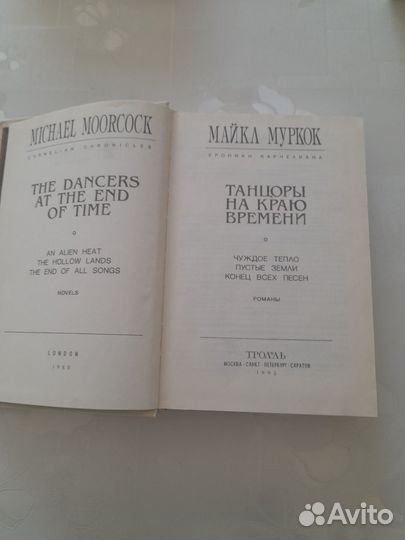 MICHAEL MOORCOCK
CORNELIAN CHRONICLES
THE DANCERS
AT THE END
OF TIME
AN ALIEN HEAT
THE HOLLOW LANDS
THE END OF ALL SONGS
NOVELS
LONDON
1980
МАЙКЛ МУРКОК
ХРОНИКИ КАРНЕЛИАНА
ТАНЦОРЫ
НА КРАЮ
ВРЕМЕНИ
ЧУЖДОЕ ТЕПЛО
ПУСТЫЕ ЗЕМЛИ
КОНЕЦ ВСЕХ ПЕСЕН
РОМАНЫ
ТРОЛЛЬ
МОСКВА · САНКТ-ПЕТЕРБУРГ · САРАТОВ
Avito